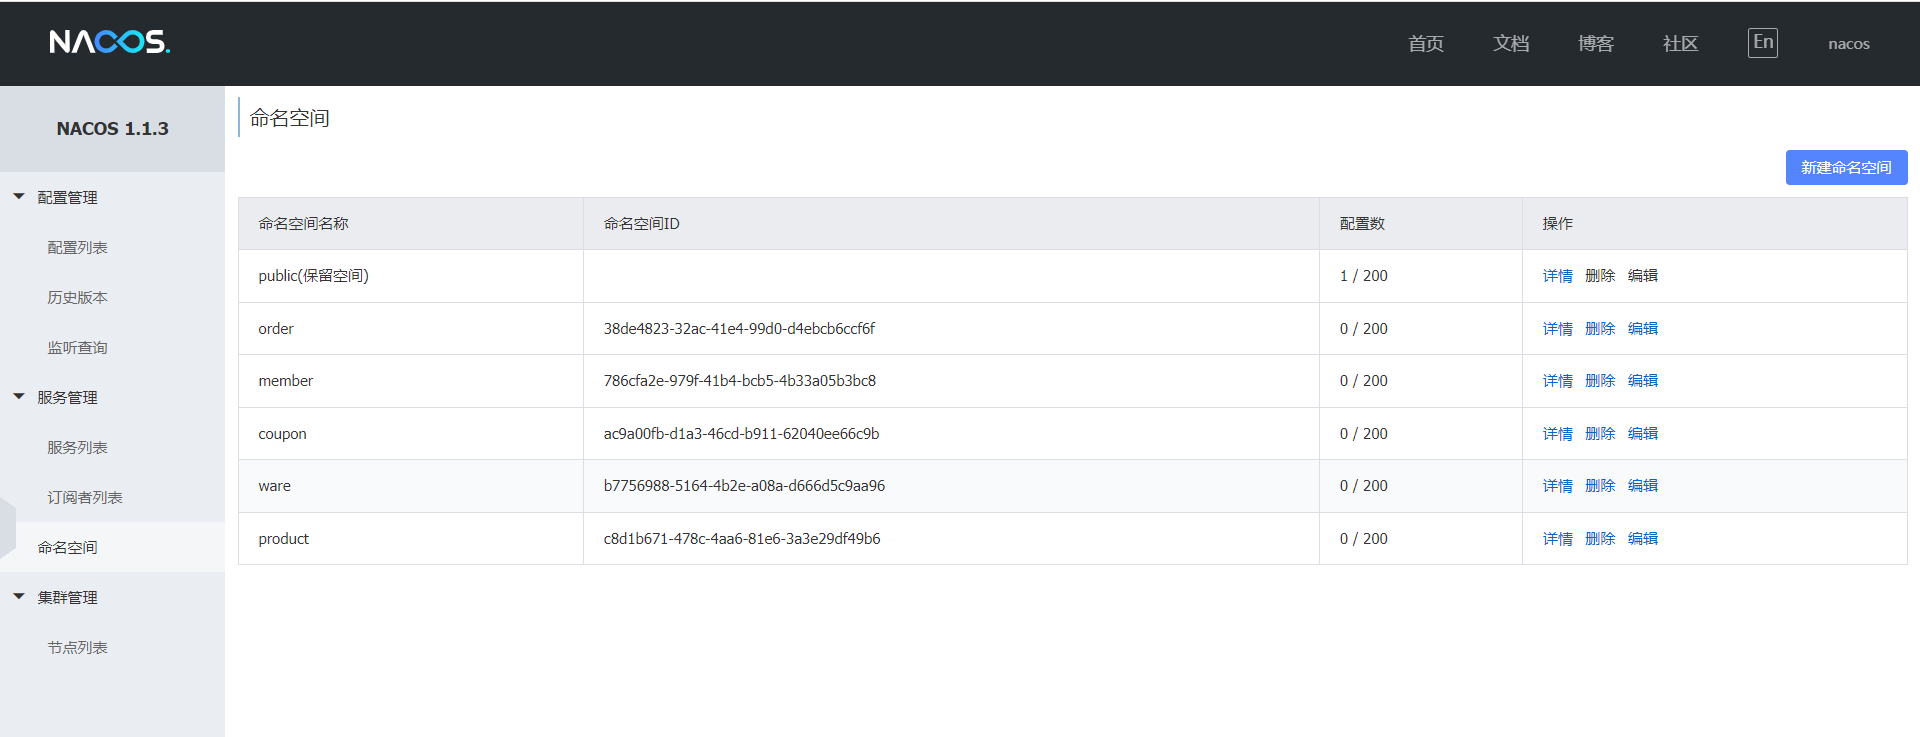 NACOS. 首页 文档 博客 社区 En nacos
NACOS 1.1.3
配置管理
配置列表
历史版本
监听查询
服务管理
服务列表
订阅者列表
命名空间
集群管理
节点列表
命名空间
新建命名空间
命名空间名称 命名空间ID 配置数 操作
public(保留空间) 1 / 200 详情 删除 编辑
order 38de4823-32ac-41e4-99d0-d4ebcb6ccf6f 0 / 200 详情 删除 编辑
member 786cfa2e-979f-41b4-bcb5-4b33a05b3bc8 0 / 200 详情 删除 编辑
coupon ac9a00fb-d1a3-46cd-b911-62040ee66c9b 0 / 200 详情 删除 编辑
ware b7756988-5164-4b2e-a08a-d666d5c9aa96 0 / 200 详情 删除 编辑
product c8d1b671-478c-4aa6-81e6-3a3e29df49b6 0 / 200 详情 删除 编辑